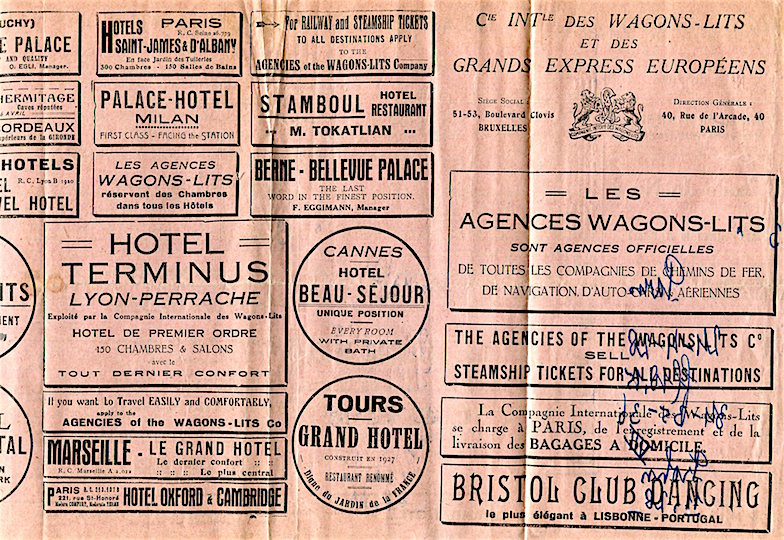 UCHY)
E PALACE
AND QUALITY
O. EGLI, Manager.
HERMITAGE
Caves réputées
AVRIL
BORDEAUX
Supérieurs de la GIRONDE
HOTELS
EL R.C. Lyon B 1940
VEL HOTEL
ITS
MENT
EL
TAL
EN
RK
HOTELS PARIS
R.C. Seine 26.779
SAINT-JAMES & D'ALBANY
En face Jardin des Tuileries
300 Chambres - 150 Salles de Bains
PALACE-HOTEL
MILAN
FIRST CLASS - FACING the STATION
LES AGENCES
WAGONS-LITS
réservent des Chambres
dans tous les Hôtels
For RAILWAY and STEAMSHIP TICKETS
TO ALL DESTINATIONS APPLY
TO THE
AGENCIES of the WAGONS-LITS Company
STAMBOUL HOTEL
RESTAURANT
M. TOKATLIAN ...
BERNE - BELLEVUE PALACE
THE LAST
WORD IN THE FINEST POSITION.
F. EGGIMANN, Manager
HOTEL
TERMINUS
LYON-PERRACHE
Exploité par la Compagnie Internationale des Wagons-Lits
HOTEL DE PREMIER ORDRE
150 CHAMBRES & SALONS
avec le
TOUT DERNIER CONFORT
CANNES
HOTEL
BEAU-SÉJOUR
UNIQUE POSITION
EVERY ROOM
WITH PRIVATE
BATH
If you want to Travel EASILY and COMFORTABLY,
apply to the
AGENCIES of the WAGONS-LITS Co
MARSEILLE - LE GRAND HOTEL
Le dernier confort
R.C. Marseille A 2.029 Le plus central
PARIS
221, rue St-Honoré
HOTEL OXFORD & CAMBRIDGE
TOURS
GRAND HOTEL
CONSTRUIT EN 1927
RESTAURANT RENOMMÉ
Digne du JARDIN de la FRANCE
Cie INTle DES WAGONS-LITS
ET DES
GRANDS EXPRESS EUROPÉENS
SIÈGE SOCIAL :
51-53, Boulevard Clovis
BRUXELLES
DIRECTION GÉNÉRALE :
40, Rue de l'Arcade, 40
PARIS
LES
AGENCES WAGONS-LITS
SONT AGENCES OFFICIELLES
DE TOUTES LES COMPAGNIES DE CHEMINS DE FER,
DE NAVIGATION, D'AUTO- AÉRIENNES
THE AGENCIES OF THE WAGONS-LITS Co
SELL
STEAMSHIP TICKETS FOR ALL DESTINATIONS
La Compagnie Internationale des Wagons-Lits
se charge à PARIS, de l'enregistrement et de la
livraison des BAGAGES A DOMICILE
BRISTOL CLUB DANCING
le plus élégant à LISBONNE - PORTUGAL